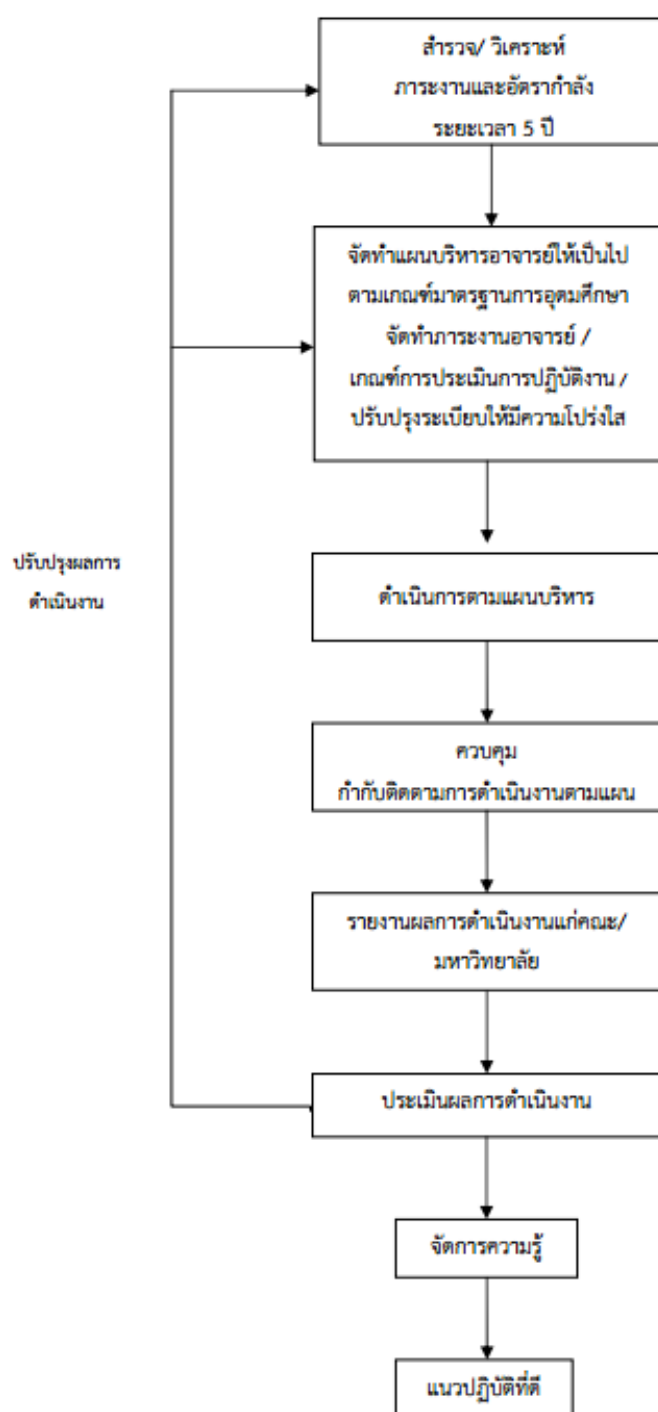 สำรวจ/ วิเคราะห์
ภาระงานและอัตรากำลัง
ระยะเวลา 5 ปี
จัดทำแผนบริหารอาจารย์ให้เป็นไป
ตามเกณฑ์มาตรฐานการอุดมศึกษา
จัดทำภาระงานอาจารย์ /
เกณฑ์การประเมินการปฏิบัติงาน /
ปรับปรุงระเบียบให้มีความโปร่งใส
ปรับปรุงผลการ
ดำเนินงาน
ดำเนินการตามแผนบริหาร
ควบคุม
กำกับติดตามการดำเนินงานตามแผน
รายงานผลการดำเนินงานแก่คณะ/
มหาวิทยาลัย
ประเมินผลการดำเนินงาน
จัดการความรู้
แนวปฏิบัติที่ดี